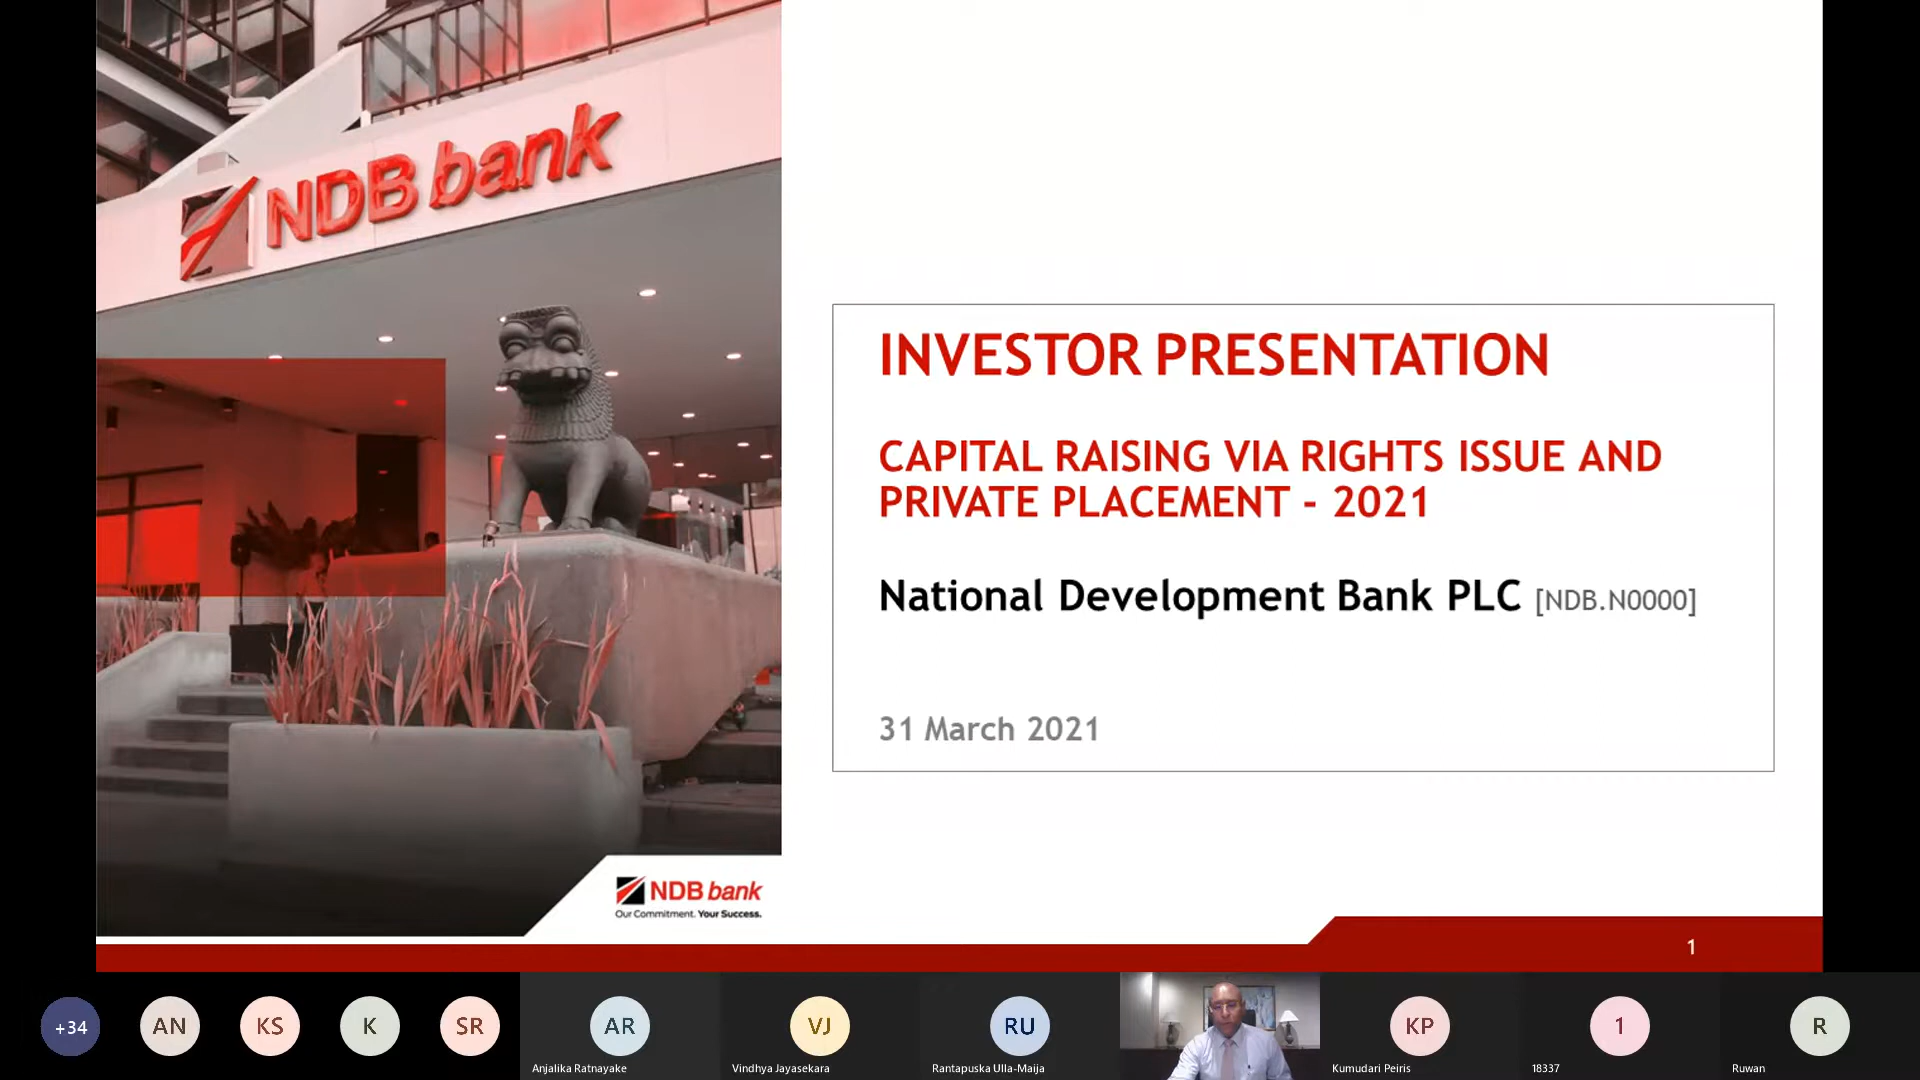 NDB bank
INVESTOR PRESENTATION
CAPITAL RAISING VIA RIGHTS ISSUE AND
PRIVATE PLACEMENT - 2021
National Development Bank PLC [NDB.N0000]
31 March 2021
NDB bank
Our Commitment. Your Success.
1
+34
AN
KS
K
SR
AR
VJ
RU
KP
1
R
Anjalika Ratnayake
Vindhya Jayasekara
Rantapuska Ulla-Maija
Kumudari Peiris
18337
Ruwan